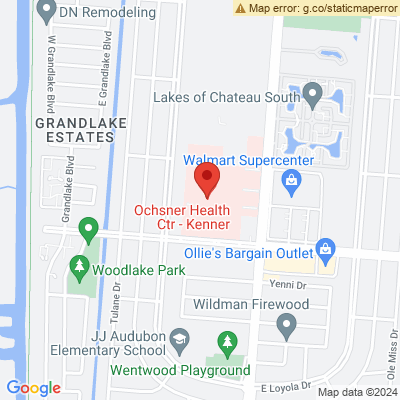 Map error: g.co/staticmaperror
DN Remodeling
W Grandlake Blvd
E Grandlake Blvd
Lakes of Chateau South
GRANDLAKE
ESTATES
Walmart Supercenter
Grandlake Blvd
Ochsner Health
Ctr - Kenner
Ollie's Bargain Outlet
Woodlake Park
Yenni Dr
Tulane Dr
Wildman Firewood
JJ Audubon
Elementary School
Wentwood Playground
Ole Miss Dr
E Loyola Dr
Google
Map data ©2024